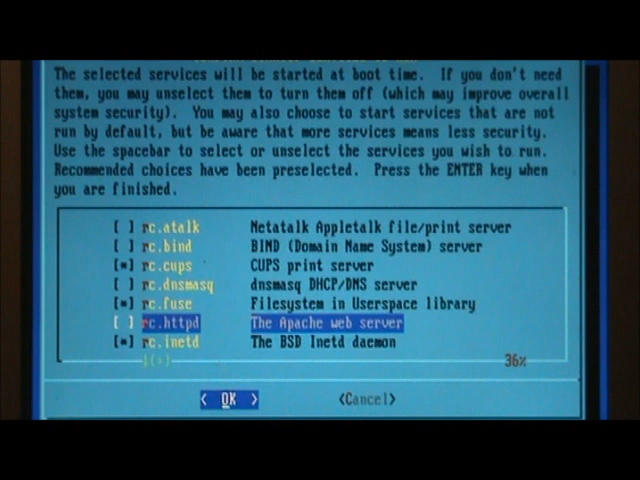 The selected services will be started at boot time.  If you don't need
them, you may unselect them to turn them off (which may improve overall
system security).  You may also choose to start services that are not
run by default, but be aware that more services means less security.
Use the spacebar to select or unselect the services you wish to run.
Recommended choices have been preselected.  Press the ENTER key when
you are finished.
[ ] rc.atalk Netatalk Appletalk file/print server
[ ] rc.bind BIND (Domain Name System) server
[*] rc.cups CUPS print server
[ ] rc.dnsmasq dnsmasq DHCP/DNS server
[*] rc.fuse Filesystem in Userspace library
[ ] rc.httpd The Apache web server
[*] rc.inetd The BSD Inetd daemon
↓(+) 36%
< OK > <Cancel>